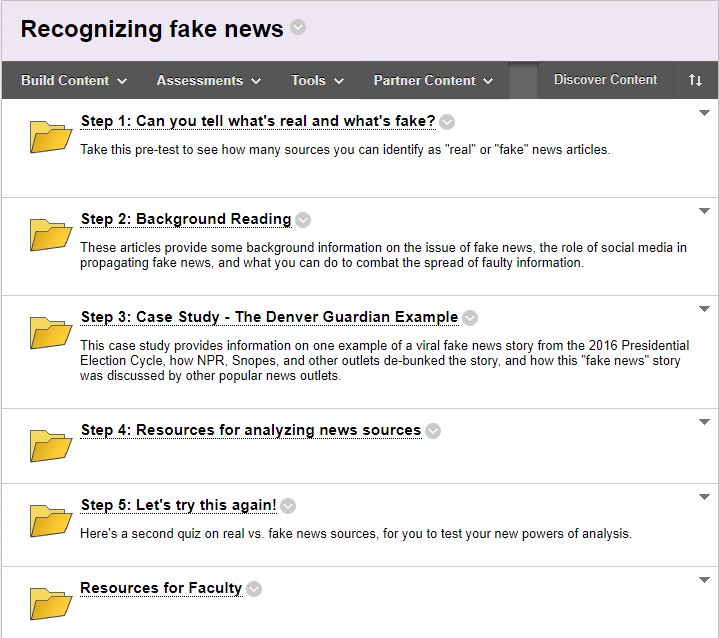 Recognizing fake news
Build Content Assessments Tools Partner Content Discover Content
Step 1: Can you tell what's real and what's fake?
Take this pre-test to see how many sources you can identify as "real" or "fake" news articles.
Step 2: Background Reading
These articles provide some background information on the issue of fake news, the role of social media in
propagating fake news, and what you can do to combat the spread of faulty information.
Step 3: Case Study - The Denver Guardian Example
This case study provides information on one example of a viral fake news story from the 2016 Presidential
Election Cycle, how NPR, Snopes, and other outlets de-bunked the story, and how this "fake news" story
was discussed by other popular news outlets.
Step 4: Resources for analyzing news sources
Step 5: Let's try this again!
Here's a second quiz on real vs. fake news sources, for you to test your new powers of analysis.
Resources for Faculty